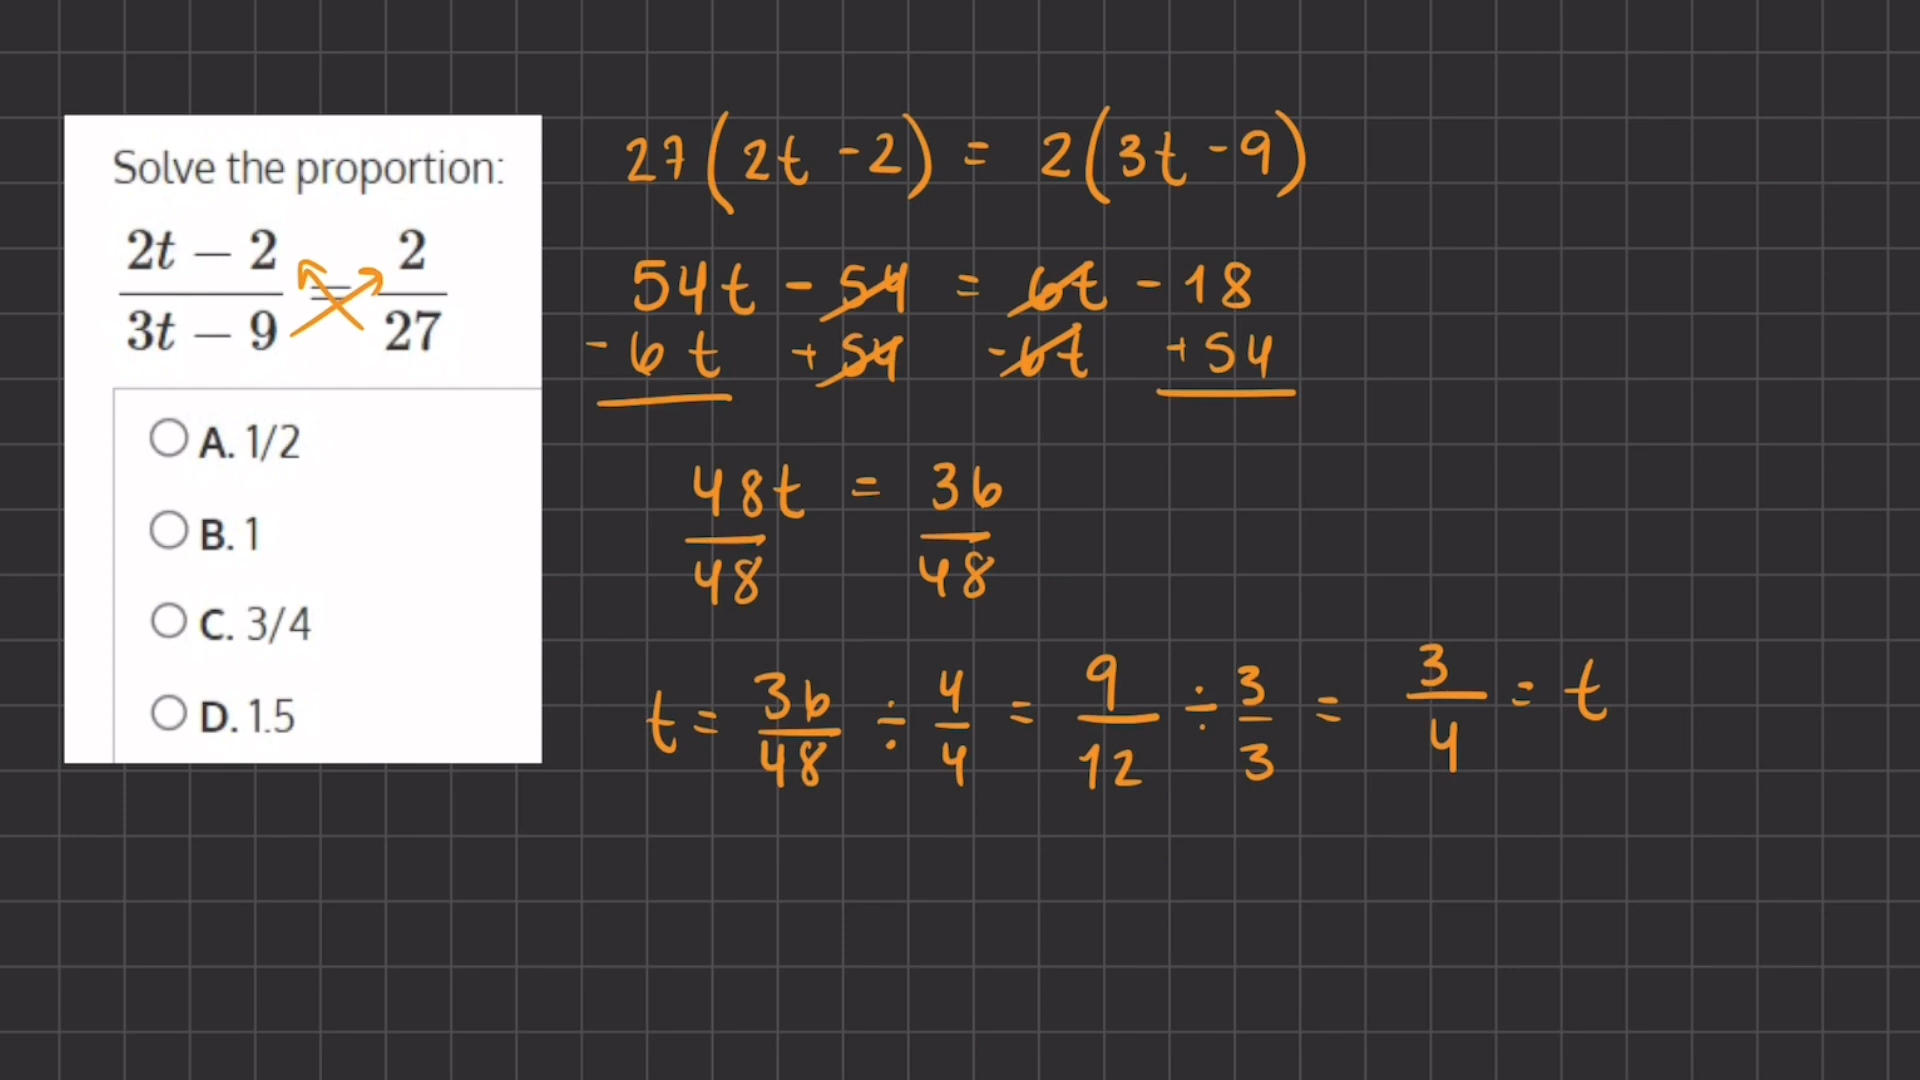 Solve the proportion:
2t − 2 / 3t − 9 = 2 / 27
A. 1/2
B. 1
C. 3/4
D. 1.5
27(2t - 2) = 2(3t - 9)
54t - 54 = 6t - 18
- 6t + 54 - 6t + 54
48t / 48 = 36 / 48
t = 36/48 ÷ 4/4 = 9/12 ÷ 3/3 = 3/4 = t